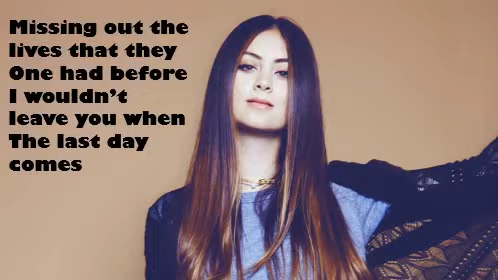 Missing out the
lives that they
One had before
I wouldn't
leave you when
The last day
comes